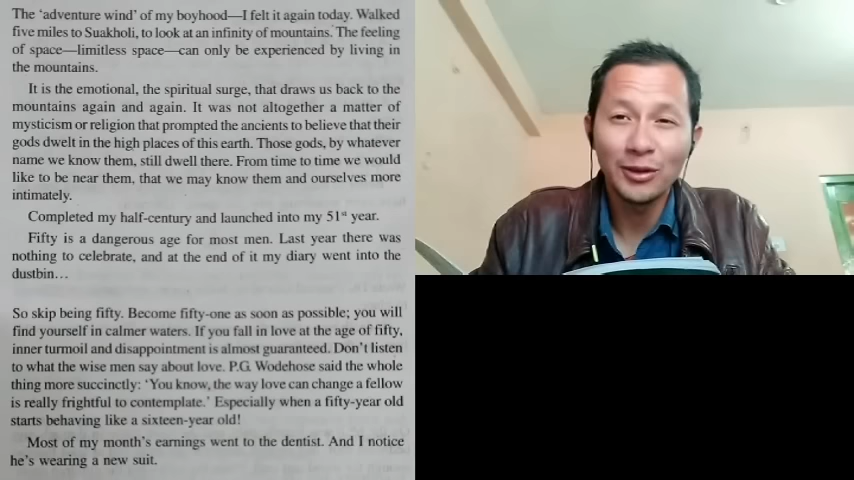 The ‘adventure wind’ of my boyhood—I felt it again today. Walked
five miles to Suakholi, to look at an infinity of mountains. The feeling
of space—limitless space—can only be experienced by living in
the mountains.
It is the emotional, the spiritual surge, that draws us back to the
mountains again and again. It was not altogether a matter of
mysticism or religion that prompted the ancients to believe that their
gods dwelt in the high places of this earth. Those gods, by whatever
name we know them, still dwell there. From time to time we would
like to be near them, that we may know them and ourselves more
intimately.
Completed my half-century and launched into my 51st year.
Fifty is a dangerous age for most men. Last year there was
nothing to celebrate, and at the end of it my diary went into the
dustbin…
So skip being fifty. Become fifty-one as soon as possible; you will
find yourself in calmer waters. If you fall in love at the age of fifty,
inner turmoil and disappointment is almost guaranteed. Don’t listen
to what the wise men say about love. P.G. Wodehose said the whole
thing more succinctly: ‘You know, the way love can change a fellow
is really frightful to contemplate.’ Especially when a fifty-year old
starts behaving like a sixteen-year old!
Most of my month’s earnings went to the dentist. And I notice
he’s wearing a new suit.